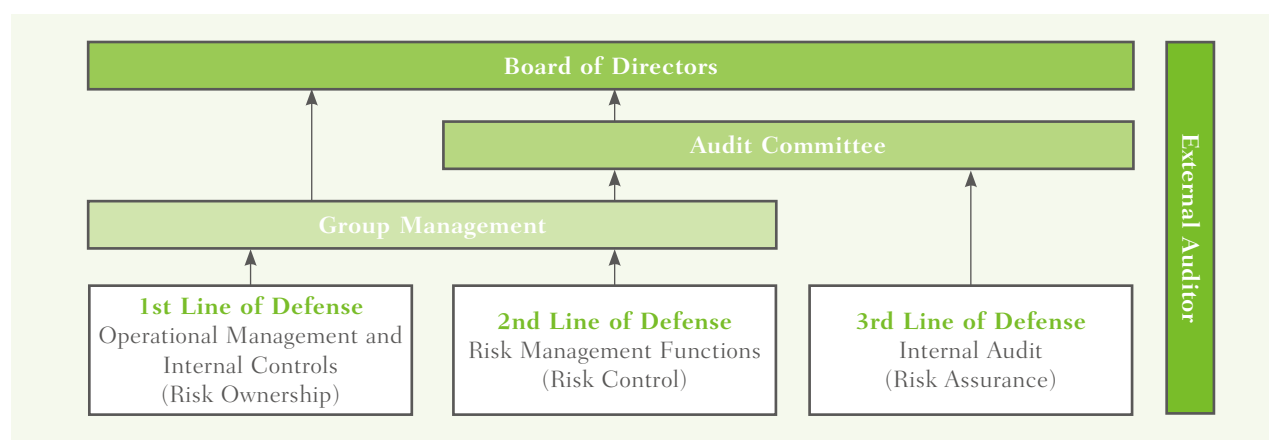 Board of Directors
Audit Committee
Group Management
1st Line of Defense
Operational Management and
Internal Controls
(Risk Ownership)
2nd Line of Defense
Risk Management Functions
(Risk Control)
3rd Line of Defense
Internal Audit
(Risk Assurance)
External Auditor